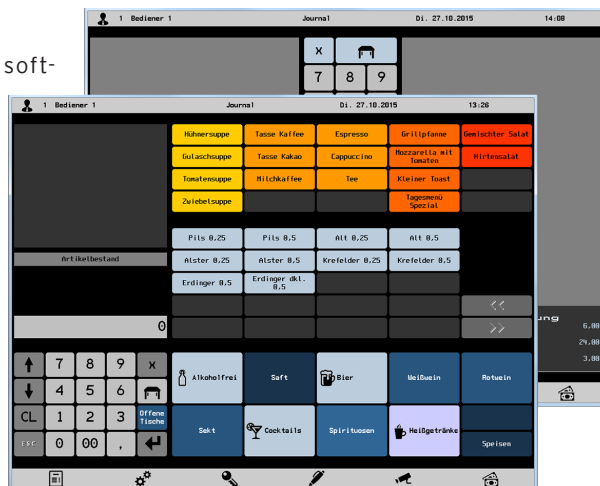 1 Bediener 1 Journal Di. 27.10.2015 14:08
soft-
X
7 8 9
1 Bediener 1 Journal Di. 27.10.2015 13:26
Hühnersuppe Tasse Kaffee Espresso Grillpfanne Gemischter Salat
Gulaschsuppe Tasse Kakao Cappuccino Mozzarella mit
Tomaten Hirtensalat
Tomatensuppe Milchkaffee Tee Kleiner Toast
Zwiebelsuppe Tagesmenü
Spezial
Pils 0,25 Pils 0,5 Alt 0,25 Alt 0,5
Artikelbestand
Alster 0,25 Alster 0,5 Krefelder 0,25 Krefelder 0,5
Erdinger 0,5 Erdinger dkl.
0,5
<<
0 >>
ung
6,00
24,00
3,00
7 8 9 X
4 5 6
CL 1 2 3 Offene
Tische
ESC 0 00 ,
Alkoholfrei Saft Bier Weißwein Rotwein
Sekt Cocktails Spirituosen Heißgetränke
Speisen